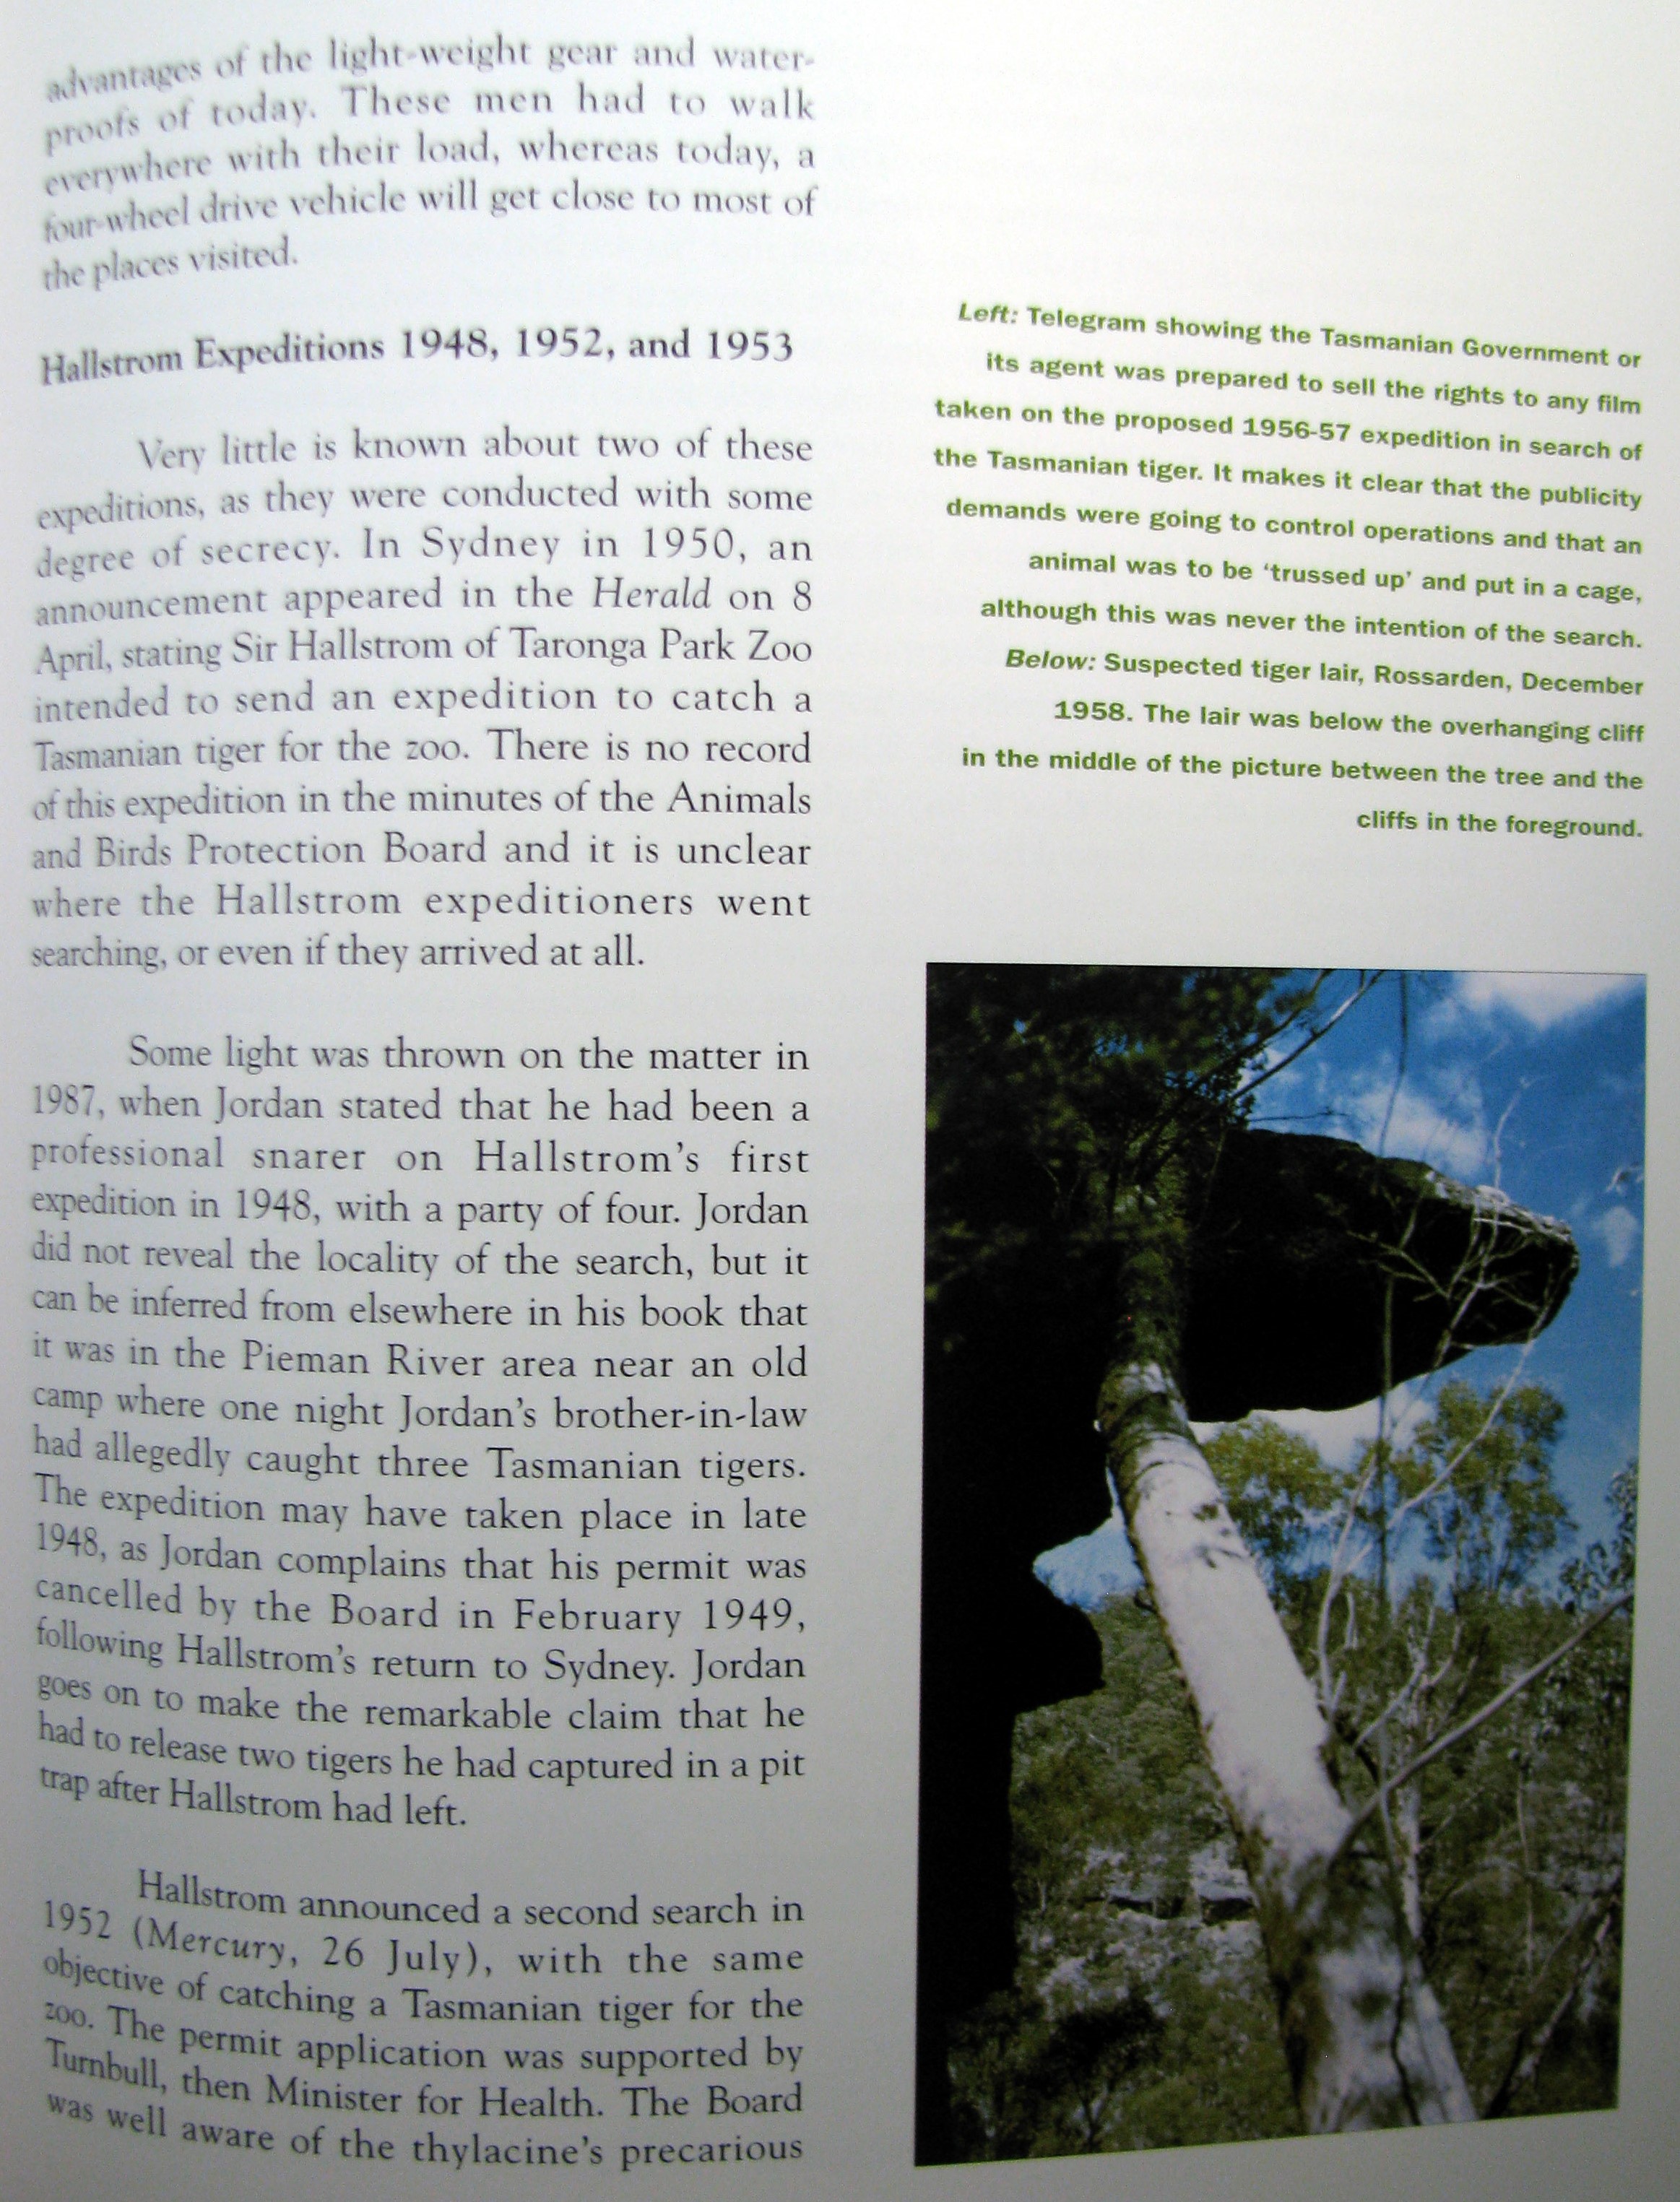 advantages of the light-weight gear and water-
proofs of today. These men had to walk
everywhere with their load, whereas today, a
four-wheel drive vehicle will get close to most of
the places visited.
Hallstrom Expeditions 1948, 1952, and 1953
Very little is known about two of these
expeditions, as they were conducted with some
degree of secrecy. In Sydney in 1950, an
announcement appeared in the Herald on 8
April, stating Sir Hallstrom of Taronga Park Zoo
intended to send an expedition to catch a
Tasmanian tiger for the zoo. There is no record
of this expedition in the minutes of the Animals
and Birds Protection Board and it is unclear
where the Hallstrom expeditioners went
searching, or even if they arrived at all.
Some light was thrown on the matter in
1987, when Jordan stated that he had been a
professional snarer on Hallstrom's first
expedition in 1948, with a party of four. Jordan
did not reveal the locality of the search, but it
can be inferred from elsewhere in his book that
it was in the Pieman River area near an old
camp where one night Jordan's brother-in-law
had allegedly caught three Tasmanian tigers.
The expedition may have taken place in late
1948, as Jordan complains that his permit was
cancelled by the Board in February 1949,
following Hallstrom's return to Sydney. Jordan
goes on to make the remarkable claim that he
had to release two tigers he had captured in a pit
trap after Hallstrom had left.
Hallstrom announced a second search in
1952 (Mercury, 26 July), with the same
objective of catching a Tasmanian tiger for the
zoo. The permit application was supported by
Turnbull, then Minister for Health. The Board
was well aware of the thylacine's precarious
Left: Telegram showing the Tasmanian Government or
its agent was prepared to sell the rights to any film
taken on the proposed 1956-57 expedition in search of
the Tasmanian tiger. It makes it clear that the publicity
demands were going to control operations and that an
animal was to be 'trussed up' and put in a cage,
although this was never the intention of the search.
Below: Suspected tiger lair, Rossarden, December
1958. The lair was below the overhanging cliff
in the middle of the picture between the tree and the
cliffs in the foreground.